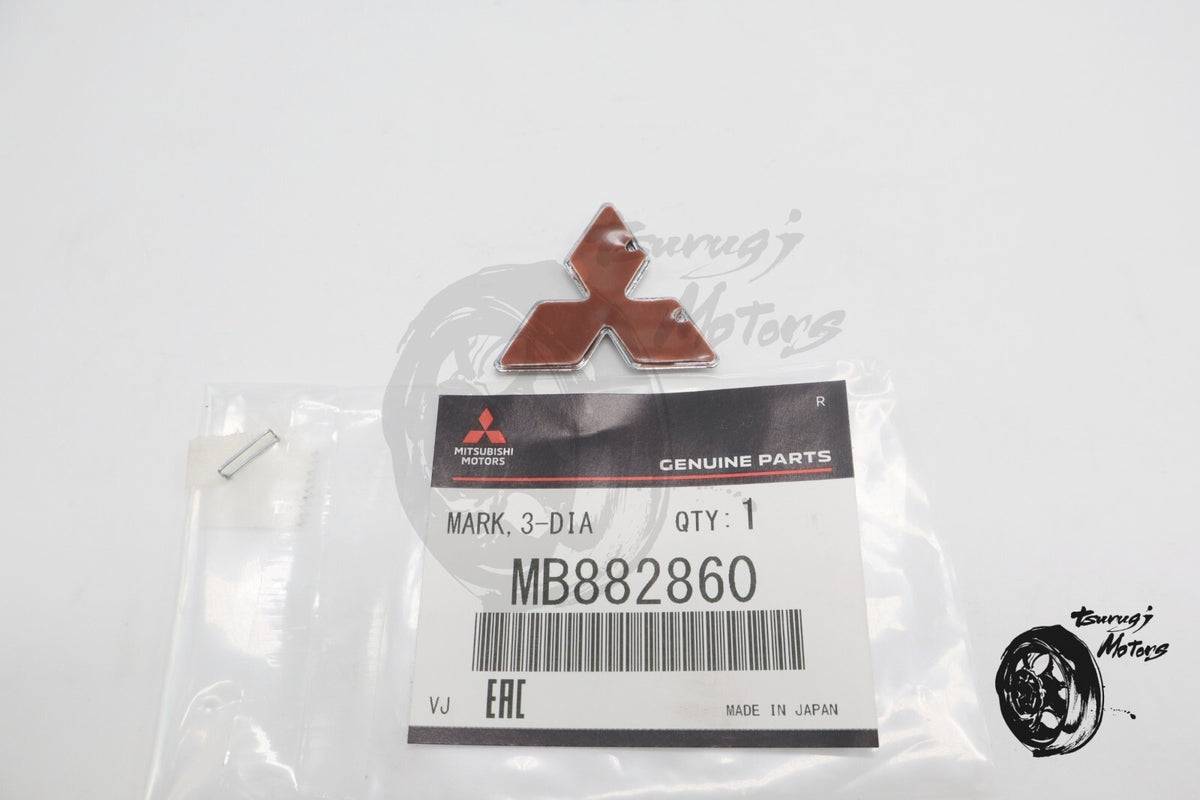 Tsurugi
Motors
R
MITSUBISHI
MOTORS
GENUINE PARTS
MARK, 3-DIA QTY: 1
MB882860
VJ EAC MADE IN JAPAN
Tsurugi
Motors